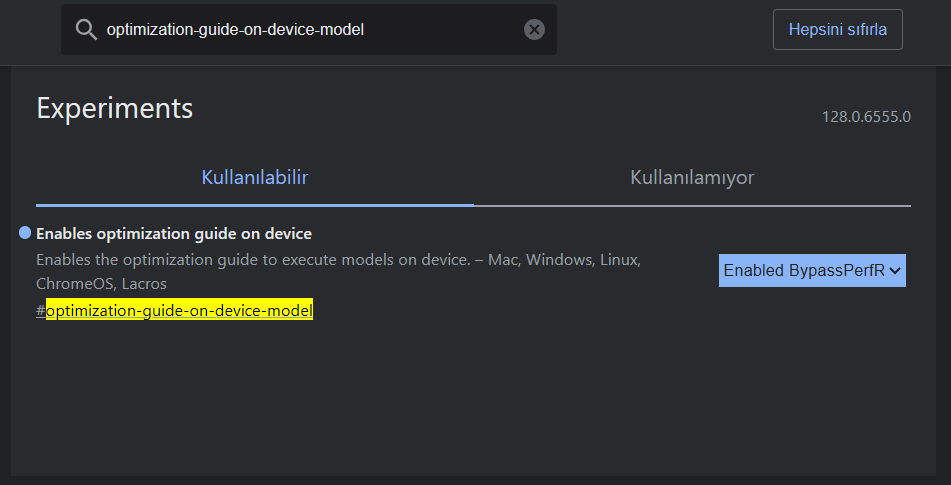 optimization-guide-on-device-model
Hepsini sıfırla
Experiments
128.0.6555.0
Kullanılabilir
Kullanılamıyor
Enables optimization guide on device
Enables the optimization guide to execute models on device. – Mac, Windows, Linux,
ChromeOS, Lacros
Enabled BypassPerfR
#optimization-guide-on-device-model